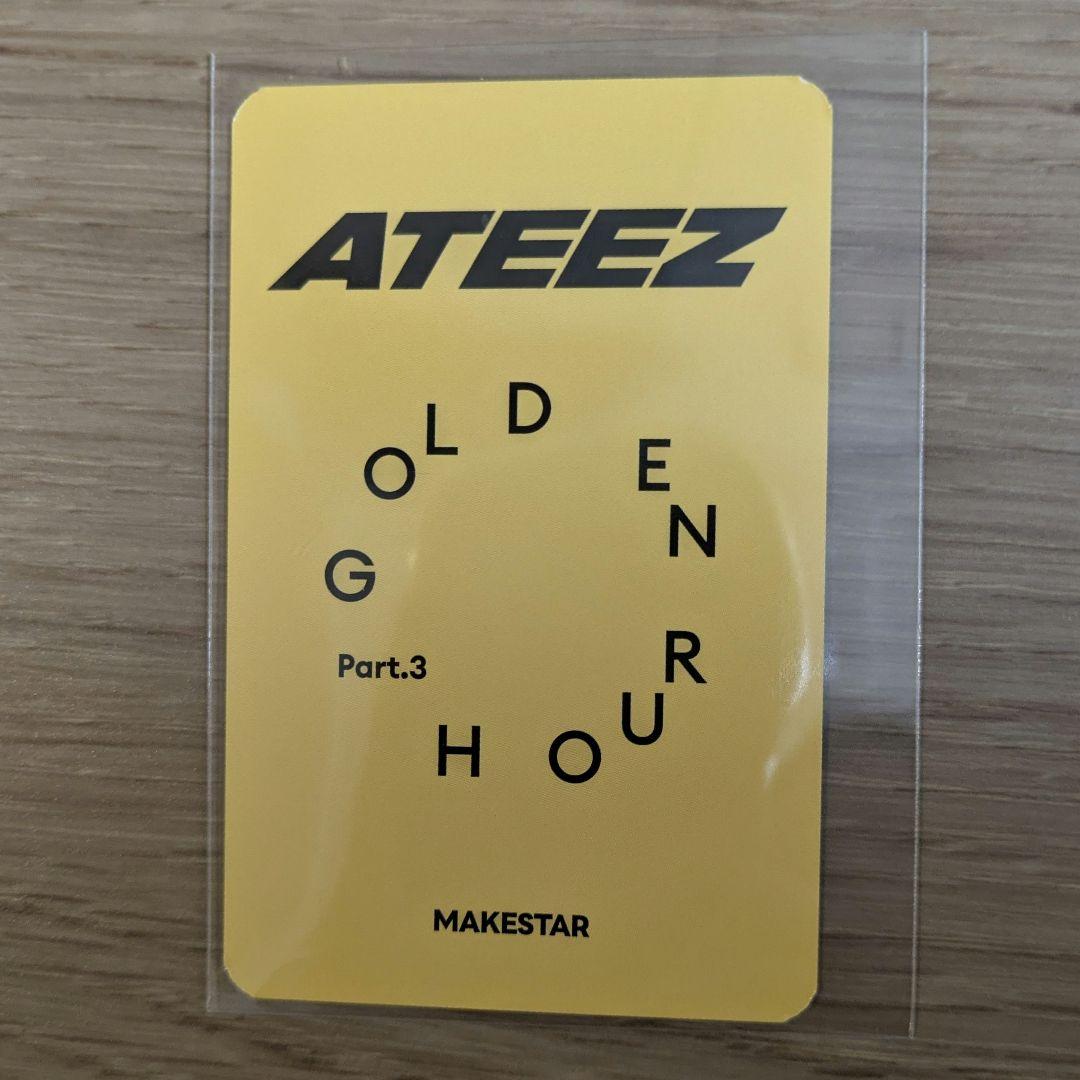 ATEEZ
GOLDEN
HOUR
Part.3
MAKESTAR